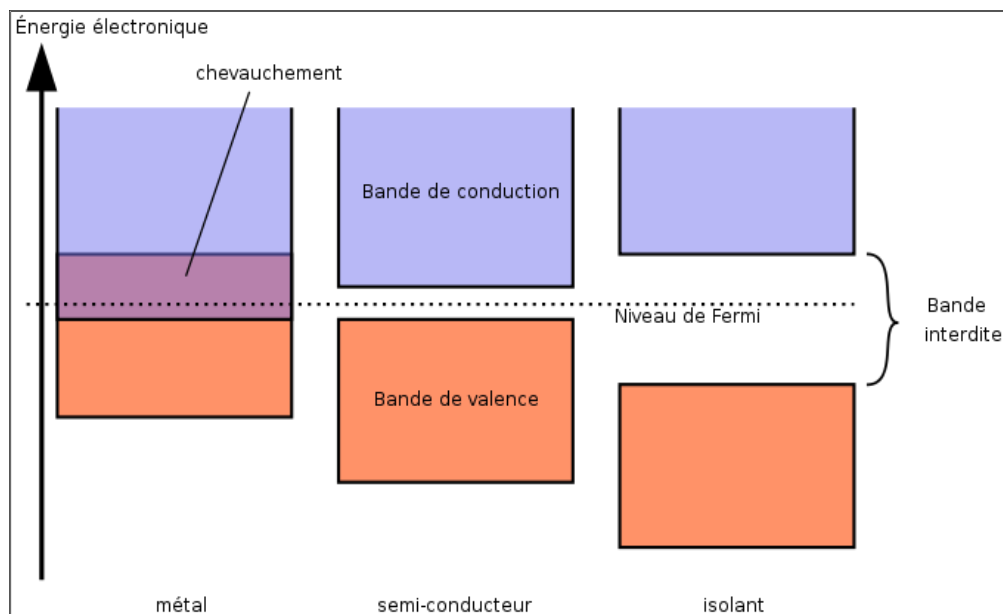 Énergie électronique
chevauchement
Bande de conduction
Niveau de Fermi
Bande
interdite
Bande de valence
métal
semi-conducteur
isolant